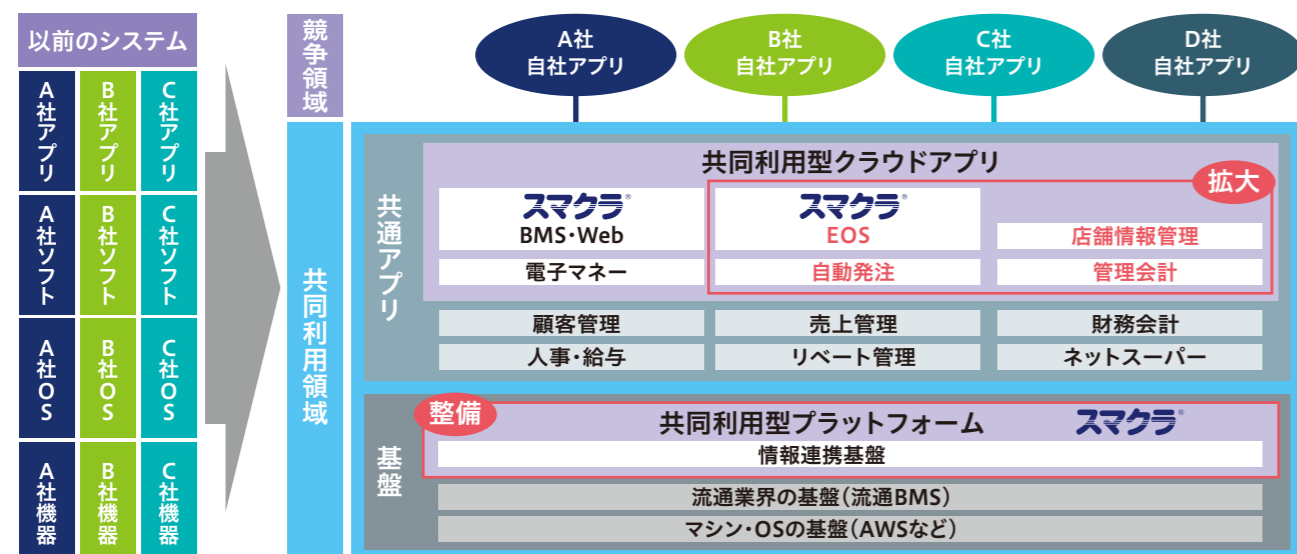 以前のシステム
A社アプリ
B社アプリ
C社アプリ
A社ソフト
B社ソフト
C社ソフト
A社OS
B社OS
C社OS
A社機器
B社機器
C社機器
競争領域
A社
自社アプリ
B社
自社アプリ
C社
自社アプリ
D社
自社アプリ
共同利用領域
共通アプリ
共同利用型クラウドアプリ
拡大
スマクラ®
BMS・Web
スマクラ®
EOS
店舗情報管理
電子マネー
自動発注
管理会計
顧客管理
売上管理
財務会計
人事・給与
リベート管理
ネットスーパー
基盤
整備
共同利用型プラットフォーム スマクラ®
情報連携基盤
流通業界の基盤(流通BMS)
マシン・OSの基盤(AWSなど)